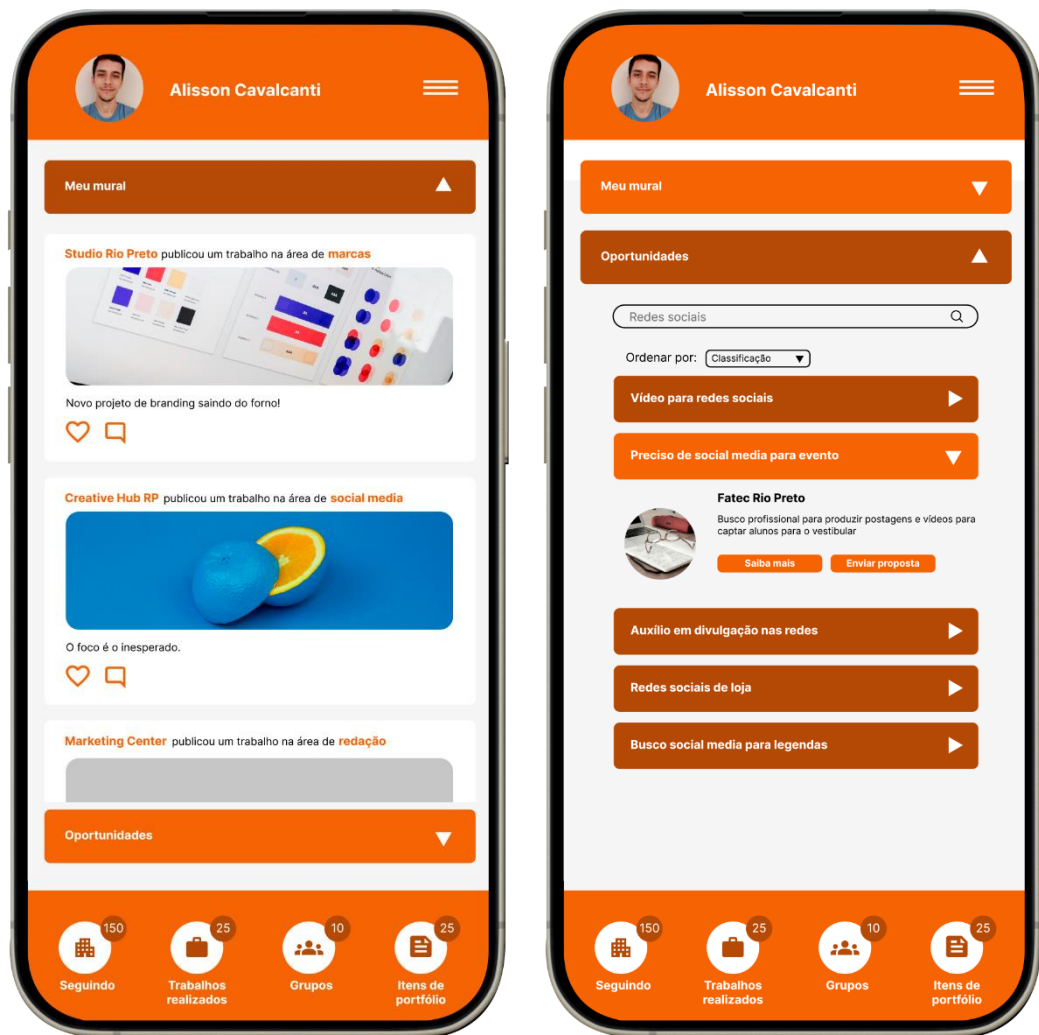 Alisson Cavalcanti
Meu mural
Studio Rio Preto publicou um trabalho na área de marcas
Novo projeto de branding saindo do forno!
Creative Hub RP publicou um trabalho na área de social media
O foco é o inesperado.
Marketing Center publicou um trabalho na área de redação
Oportunidades
150
25
10
25
Seguindo
Trabalhos
realizados
Grupos
Itens de
portfólio
Alisson Cavalcanti
Meu mural
Oportunidades
Redes sociais
Ordenar por: Classificação
Vídeo para redes sociais
Preciso de social media para evento
Fatec Rio Preto
Busco profissional para produzir postagens e vídeos para
captar alunos para o vestibular
Saiba mais Enviar proposta
Auxílio em divulgação nas redes
Redes sociais de loja
Busco social media para legendas
150
25
10
25
Seguindo
Trabalhos
realizados
Grupos
Itens de
portfólio